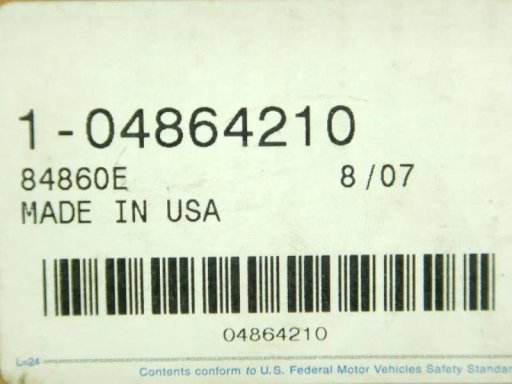 1-04864210
84860E 8/07
MADE IN USA
04864210
L=24
Contents conform to U.S. Federal Motor Vehicles Safety Standar